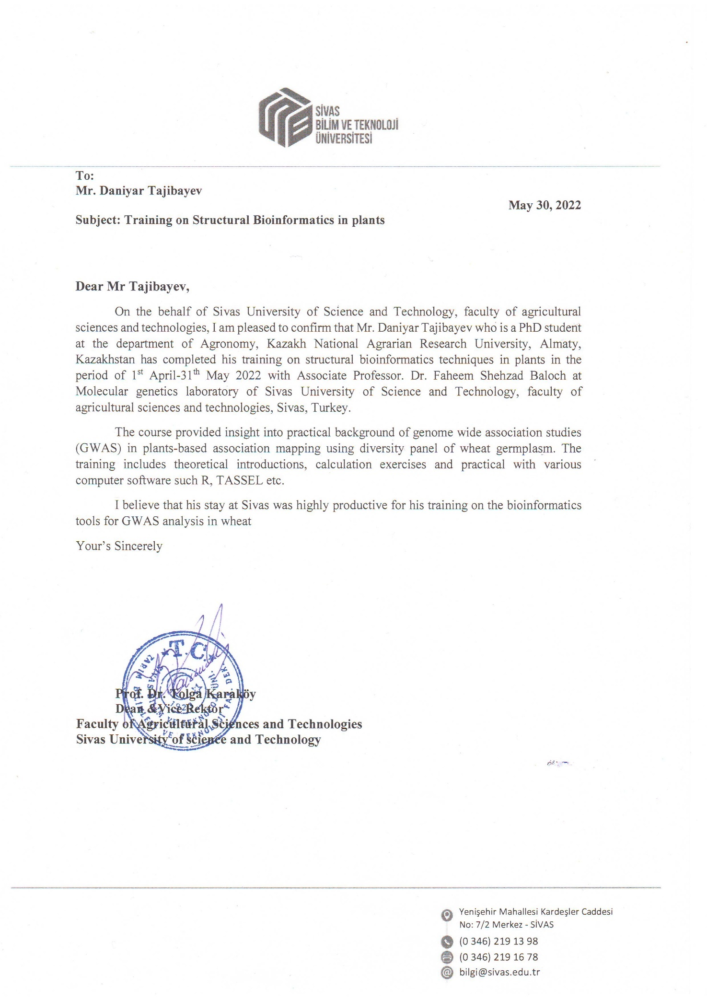 SİVAS
BİLİM VE TEKNOLOJİ
ÜNİVERSİTESİ
To:
Mr. Daniyar Tajibayev
May 30, 2022
Subject: Training on Structural Bioinformatics in plants
Dear Mr Tajibayev,
On the behalf of Sivas University of Science and Technology, faculty of agricultural
sciences and technologies, I am pleased to confirm that Mr. Daniyar Tajibayev who is a PhD student
at the department of Agronomy, Kazakh National Agrarian Research University, Almaty,
Kazakhstan has completed his training on structural bioinformatics techniques in plants in the
period of 1st April-31th May 2022 with Associate Professor. Dr. Faheem Shehzad Baloch at
Molecular genetics laboratory of Sivas University of Science and Technology, faculty of
agricultural sciences and technologies, Sivas, Turkey.
The course provided insight into practical background of genome wide association studies
(GWAS) in plants-based association mapping using diversity panel of wheat germplasm. The
training includes theoretical introductions, calculation exercises and practical with various
computer software such R, TASSEL etc.
I believe that his stay at Sivas was highly productive for his training on the bioinformatics
tools for GWAS analysis in wheat
Your’s Sincerely
T.C.
Prof. Dr. Tolga Karaköy
Dean & Vice Rektor
Faculty of Agricultural Sciences and Technologies
Sivas University of science and Technology
Yenişehir Mahallesi Kardeşler Caddesi
No: 7/2 Merkez - SİVAS
(0 346) 219 13 98
(0 346) 219 16 78
bilgi@sivas.edu.tr